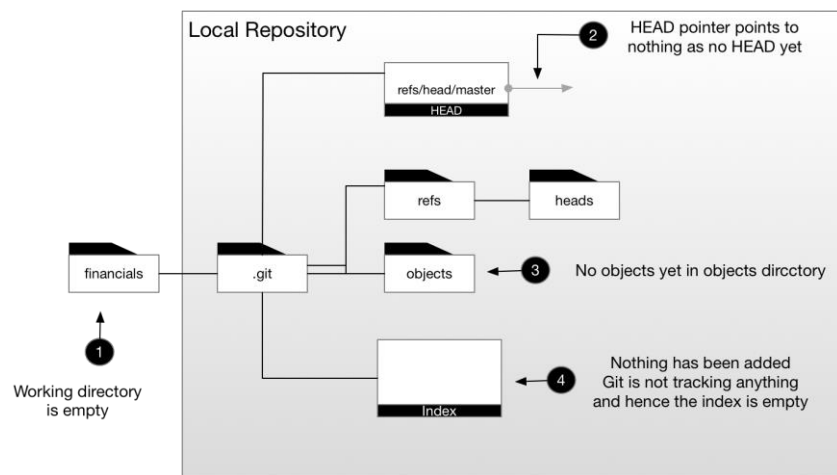 Local Repository
2
HEAD pointer points to
nothing as no HEAD yet
refs/head/master
HEAD
refs
heads
financials
.git
objects
3
No objects yet in objects dircctory
1
Working directory
is empty
Index
4
Nothing has been added
Git is not tracking anything
and hence the index is empty